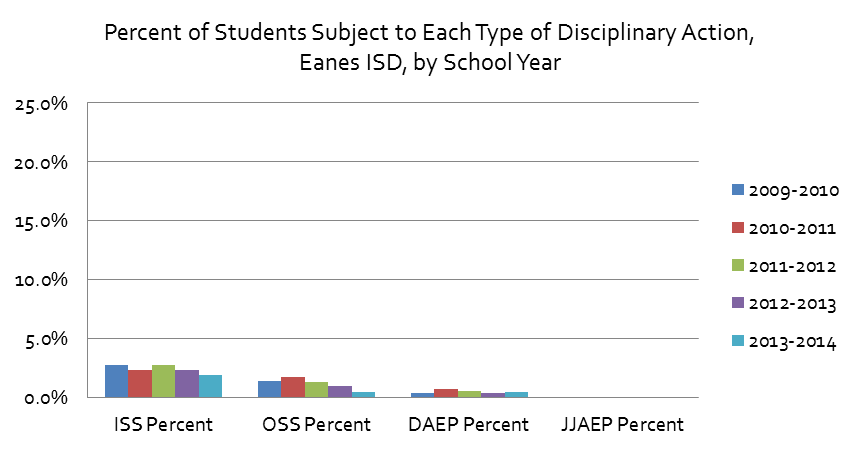 Percent of Students Subject to Each Type of Disciplinary Action,
Eanes ISD, by School Year
25.0%
20.0%
15.0%
10.0%
5.0%
0.0%
ISS Percent
OSS Percent
DAEP Percent
JJAEP Percent
2009-2010
2010-2011
2011-2012
2012-2013
2013-2014